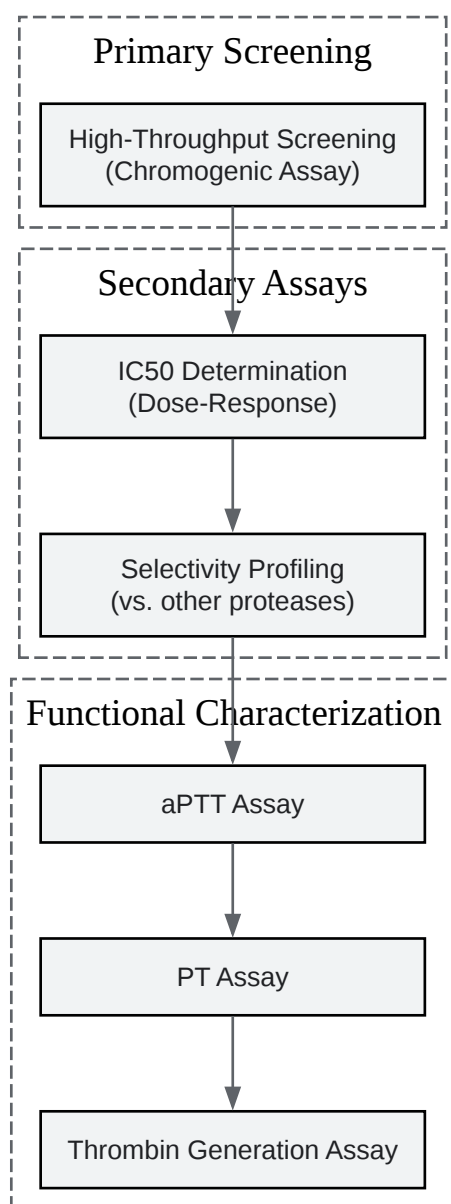 Primary Screening
High-Throughput Screening
(Chromogenic Assay)
Secondary Assays
IC50 Determination
(Dose-Response)
Selectivity Profiling
(vs. other proteases)
Functional Characterization
aPTT Assay
PT Assay
Thrombin Generation Assay